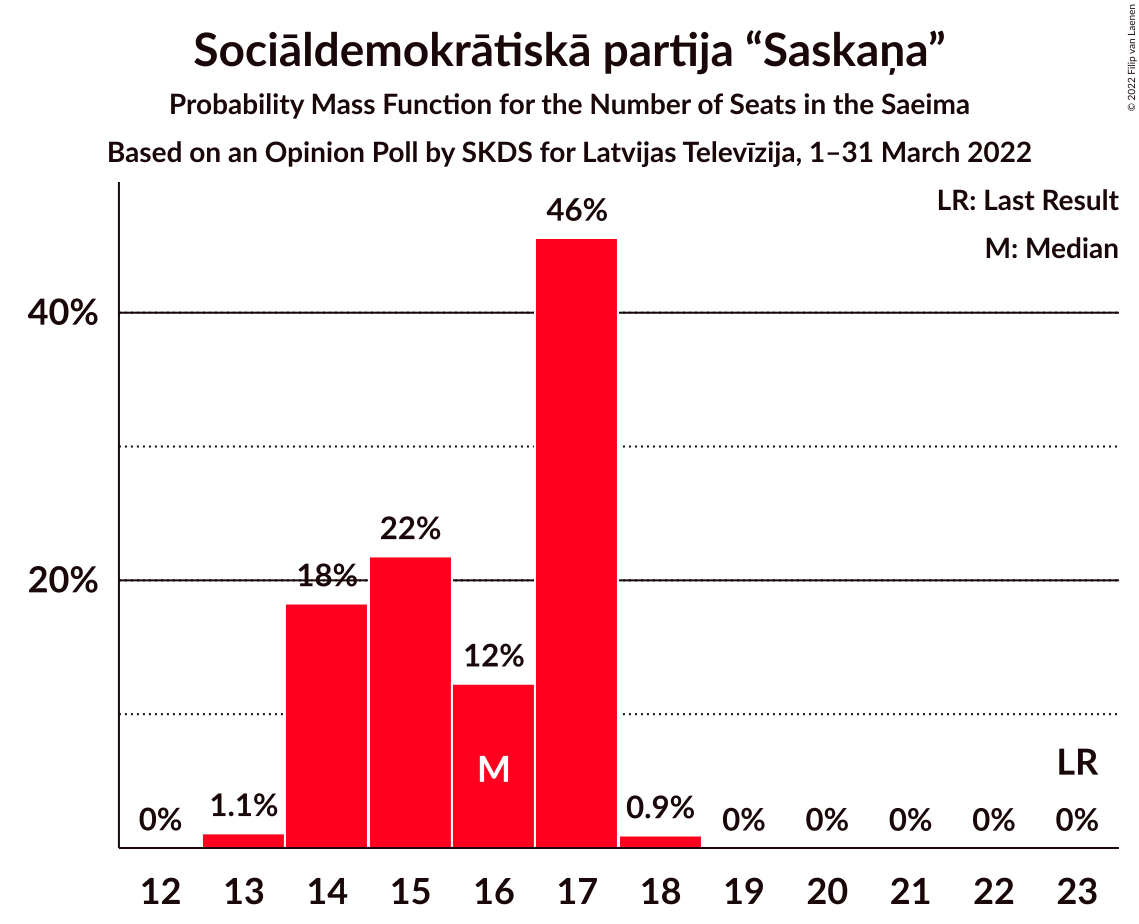 Sociāldemokrātiskā partija “Saskaņa”
Probability Mass Function for the Number of Seats in the Saeima
Based on an Opinion Poll by SKDS for Latvijas Televīzija, 1–31 March 2022
© 2022 Filip van Laenen
LR: Last Result
M: Median
46%
40%
22%
20%
18%
12%
M
LR
0%
1.1%
0.9%
0%
0%
0%
0%
0%
12 13 14 15 16 17 18 19 20 21 22 23